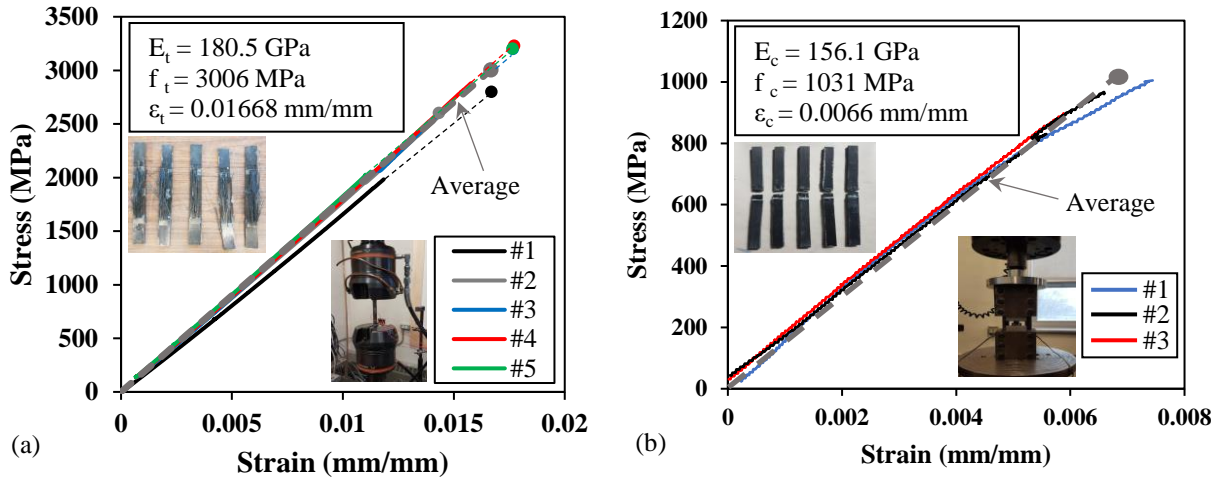 3500
3000
2500
2000
1500
1000
500
0
Stress (MPa)
E t = 180.5 GPa
f t = 3006 MPa
ε t = 0.01668 mm/mm
Average
#1
#2
#3
#4
#5
0 0.005 0.01 0.015 0.02
Strain (mm/mm)
(a)
1200
1000
800
600
400
200
0
Stress (MPa)
E c = 156.1 GPa
f c = 1031 MPa
ε c = 0.0066 mm/mm
Average
#1
#2
#3
0 0.002 0.004 0.006 0.008
Strain (mm/mm)
(b)